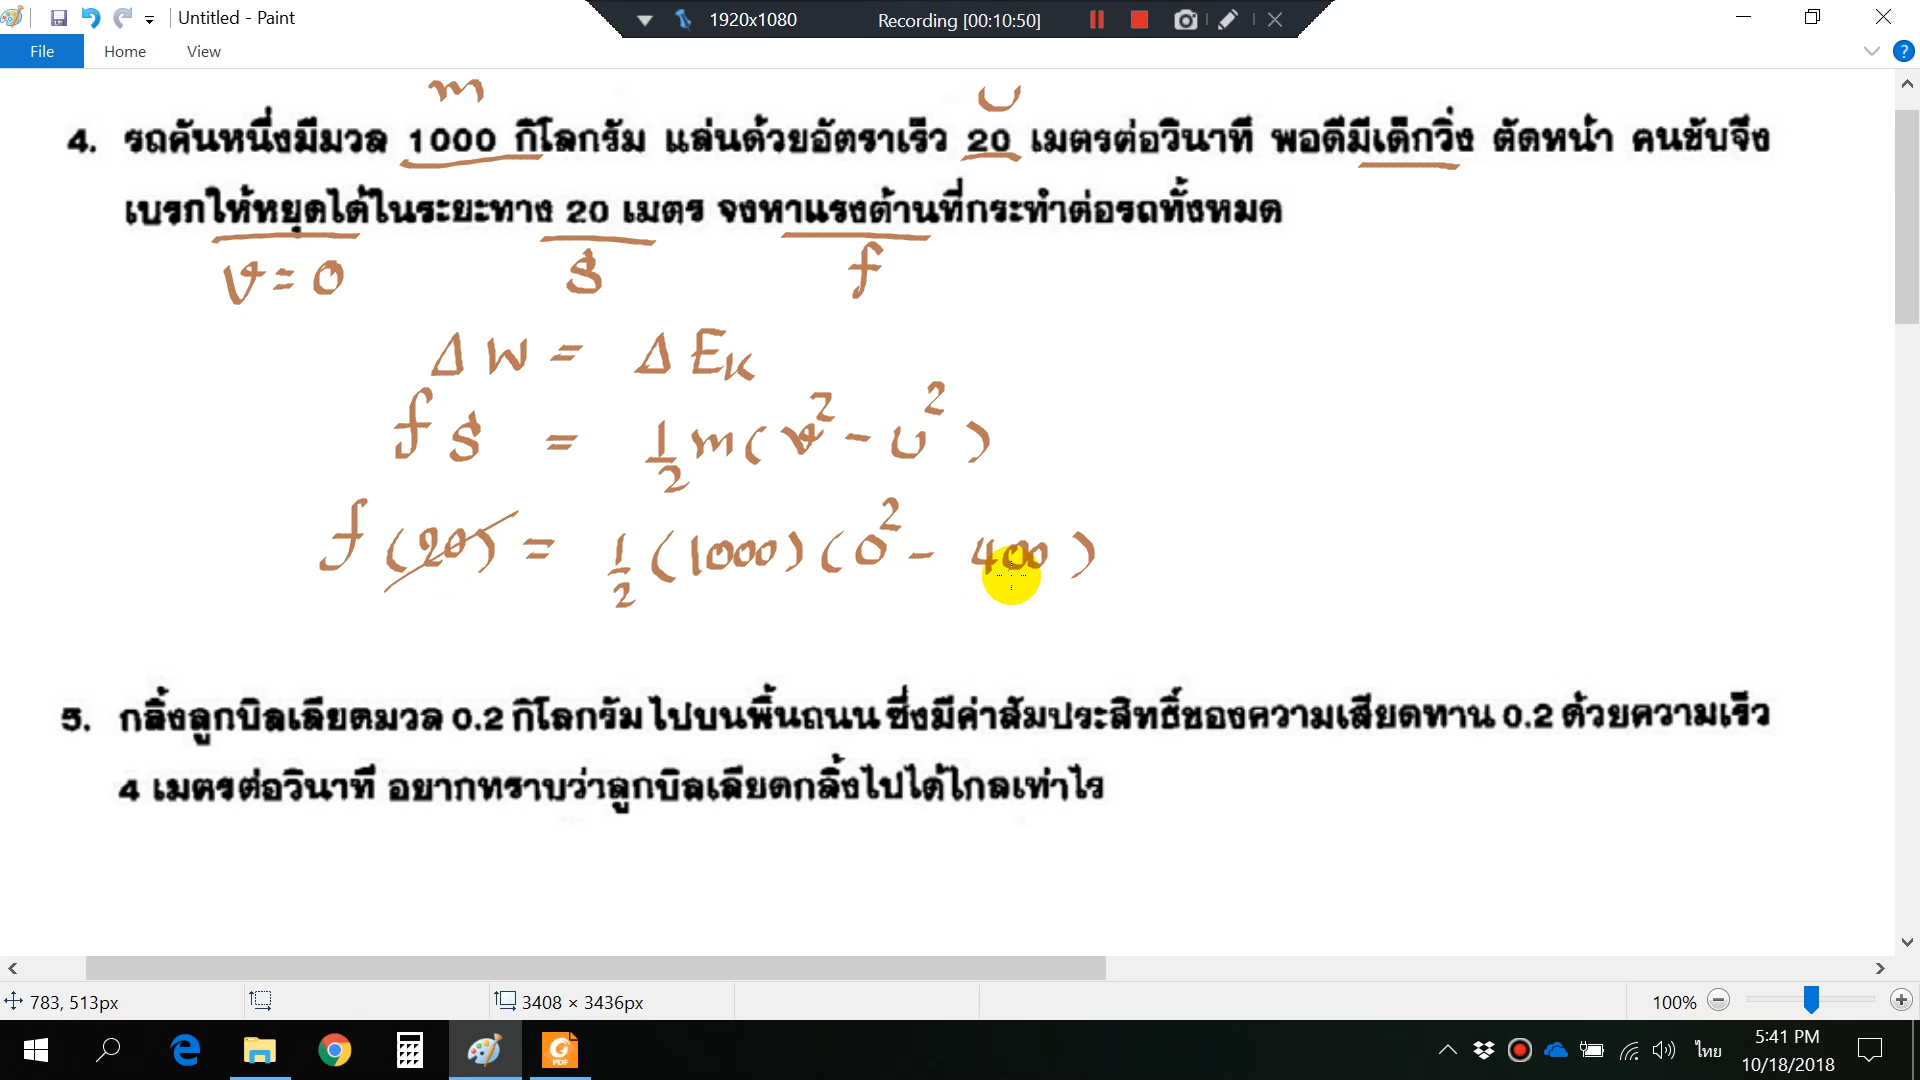 Untitled - Paint
1920x1080
Recording [00:10:50]
File
Home
View
m
u
4. รถคันหนึ่งมีมวล 1000 กิโลกรัม แล่นด้วยอัตราเร็ว 20 เมตรต่อวินาที พอดีมีเด็กวิ่ง ตัดหน้า คนขับจึง
เบรกให้หยุดได้ในระยะทาง 20 เมตร จงหาแรงต้านที่กระทำต่อรถทั้งหมด
v = 0
S
f
Δ W = Δ Eₖ
f S = 1/2 m ( v² - u² )
f (20) = 1/2 (1000) ( 0² - 400 )
5. กลิ้งลูกบิลเลียดมวล 0.2 กิโลกรัม ไปบนพื้นถนน ซึ่งมีค่าสัมประสิทธิ์ของความเสียดทาน 0.2 ด้วยความเร็ว
4 เมตรต่อวินาที อยากทราบว่าลูกบิลเลียดกลิ้งไปได้ไกลเท่าไร
783, 513px
3408 × 3436px
100%
PDF
ไทย
5:41 PM
10/18/2018